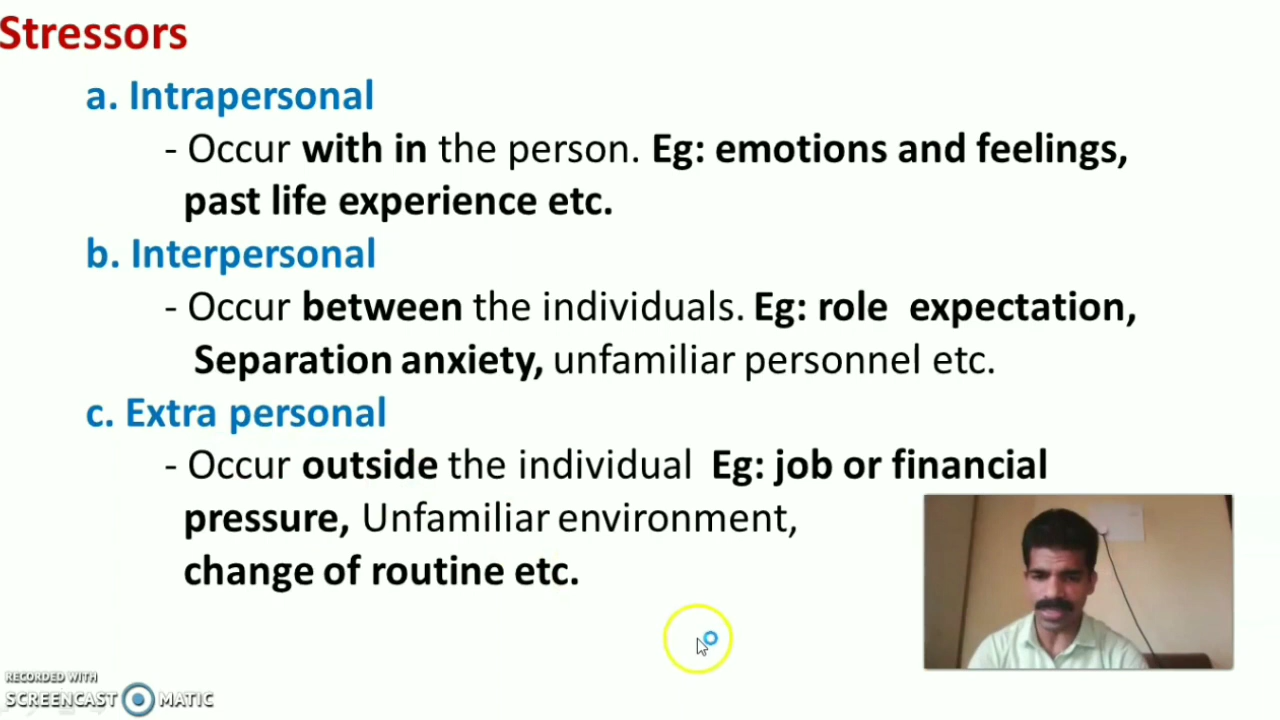 Stressors
a. Intrapersonal
- Occur with in the person. Eg: emotions and feelings,
past life experience etc.
b. Interpersonal
- Occur between the individuals. Eg: role expectation,
Separation anxiety, unfamiliar personnel etc.
c. Extra personal
- Occur outside the individual Eg: job or financial
pressure, Unfamiliar environment,
change of routine etc.
RECORDED WITH
SCREENCAST MATIC